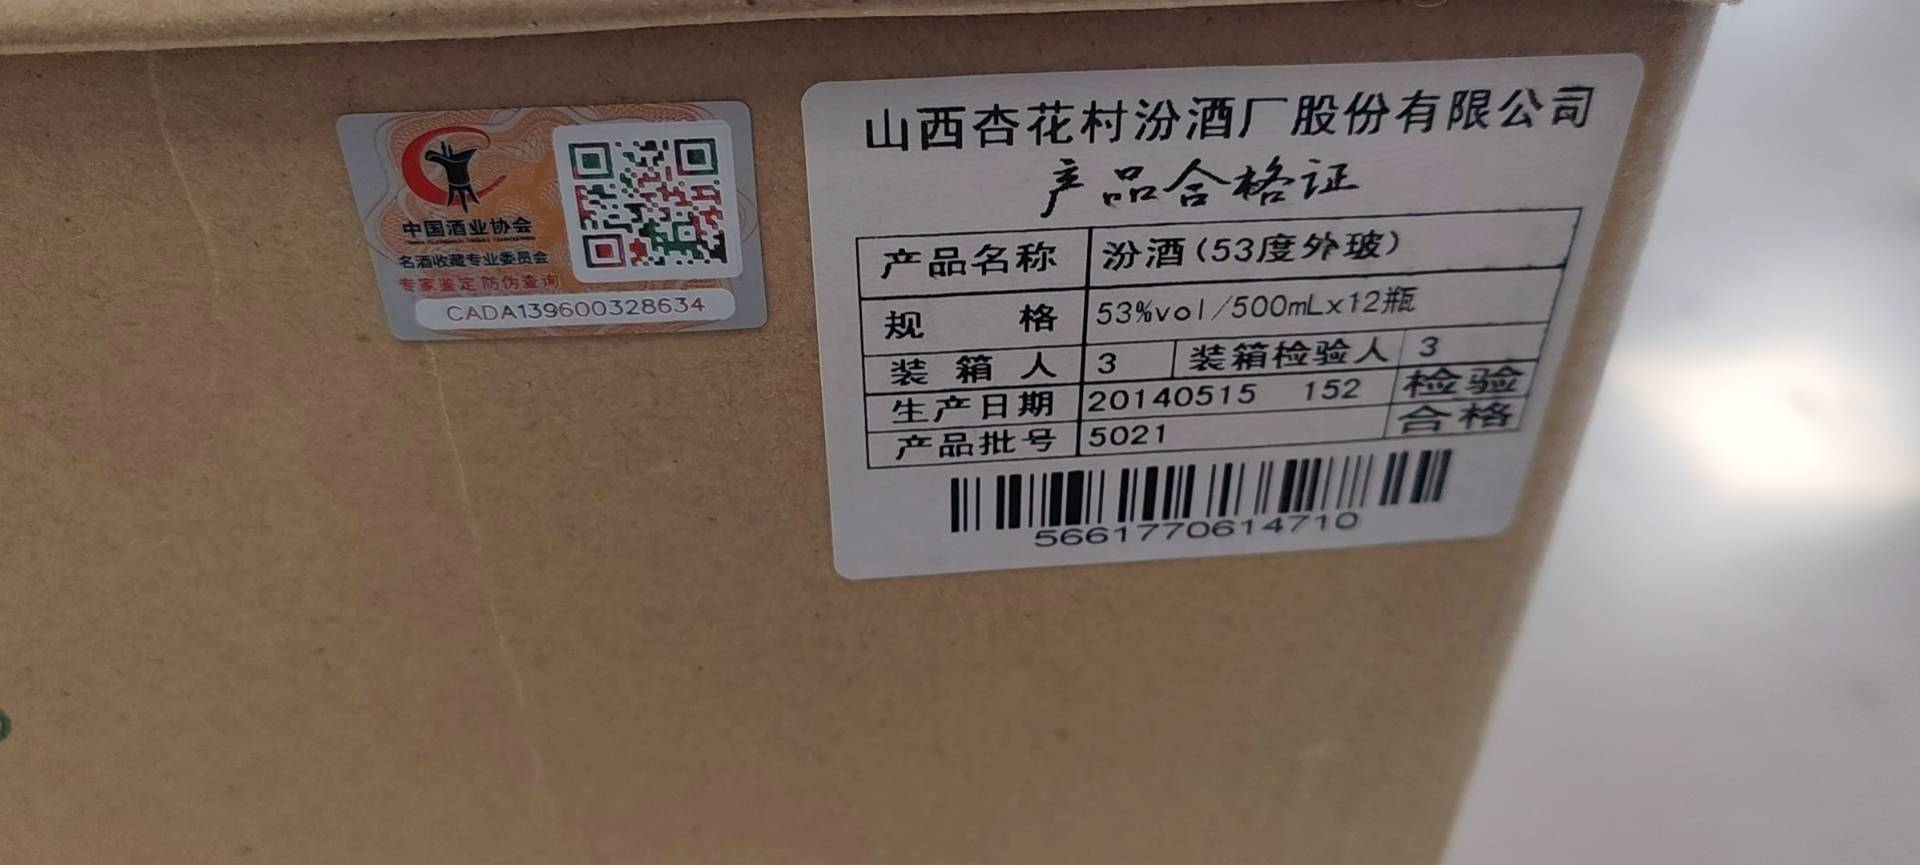 中国酒业协会
名酒收藏专业委员会
专家鉴定 防伪查询
CADA139600328634
山西杏花村汾酒厂股份有限公司
产品合格证
产品名称 汾酒(53度外玻)
规 格 53%vol/500mLx12瓶
装箱人 3 装箱检验人 3
生产日期 20140515 152 检验
产品批号 5021 合格
5661770614710